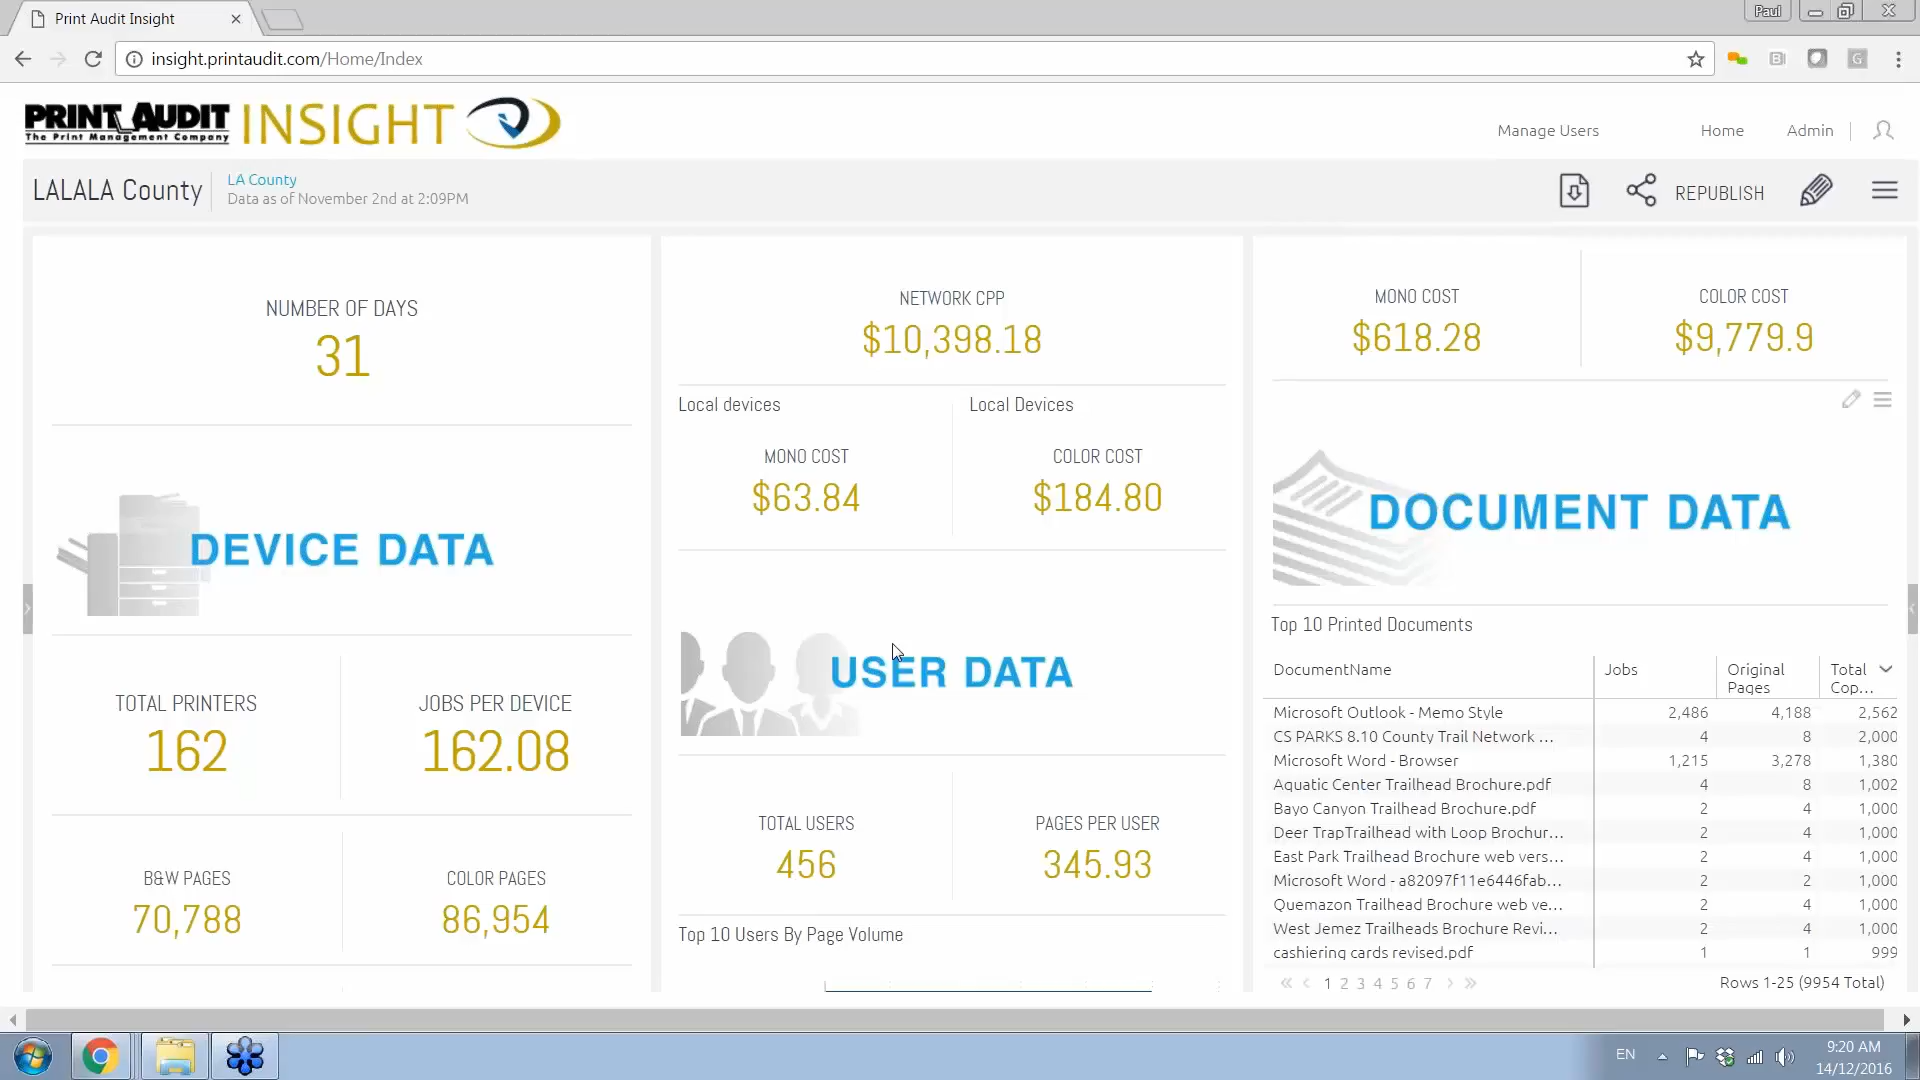 Print Audit Insight
Paul
insight.printaudit.com/Home/Index
PRINT AUDIT
The Print Management Company
INSIGHT
Manage Users
Home
Admin
LALALA County
LA County
Data as of November 2nd at 2:09PM
REPUBLISH
NUMBER OF DAYS
31
DEVICE DATA
TOTAL PRINTERS
162
JOBS PER DEVICE
162.08
B&W PAGES
70,788
COLOR PAGES
86,954
NETWORK CPP
$10,398.18
Local devices
Local Devices
MONO COST
$63.84
COLOR COST
$184.80
USER DATA
TOTAL USERS
456
PAGES PER USER
345.93
Top 10 Users By Page Volume
MONO COST
$618.28
COLOR COST
$9,779.9
DOCUMENT DATA
Top 10 Printed Documents
DocumentName Jobs Original Pages Total Cop...
Microsoft Outlook - Memo Style 2,486 4,188 2,562
CS PARKS 8.10 County Trail Network ... 4 8 2,000
Microsoft Word - Browser 1,215 3,278 1,380
Aquatic Center Trailhead Brochure.pdf 4 8 1,002
Bayo Canyon Trailhead Brochure.pdf 2 4 1,000
Deer TrapTrailhead with Loop Brochur... 2 4 1,000
East Park Trailhead Brochure web vers... 2 4 1,000
Microsoft Word - a82097f11e6446fab... 2 2 1,000
Quemazon Trailhead Brochure web ve... 2 4 1,000
West Jemez Trailheads Brochure Revi... 2 4 1,000
cashiering cards revised.pdf 1 1 999
« ‹ 1 2 3 4 5 6 7 › »
Rows 1-25 (9954 Total)
EN
9:20 AM
14/12/2016